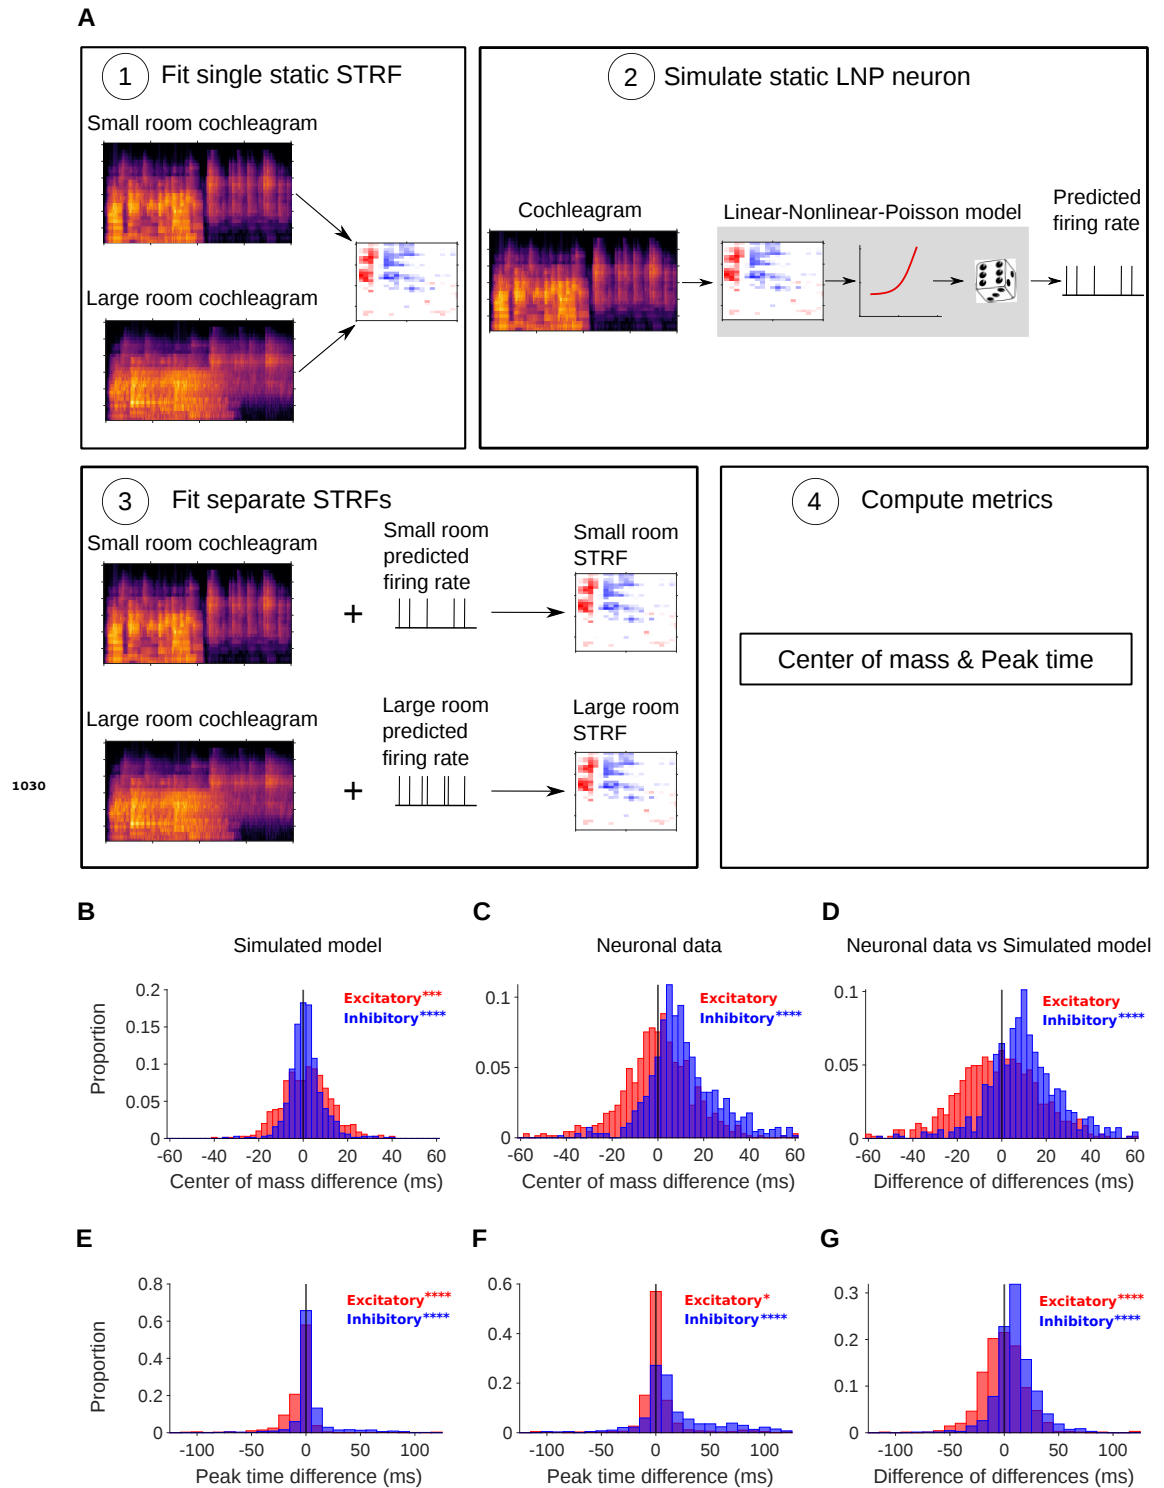 A
1 Fit single static STRF
Small room cochleagram
Large room cochleagram
2 Simulate static LNP neuron
Cochleagram
Linear-Nonlinear-Poisson model
Predicted
firing rate
3 Fit separate STRFs
Small room cochleagram
+
Small room
predicted
firing rate
Small room
STRF
Large room cochleagram
+
Large room
predicted
firing rate
Large room
STRF
4 Compute metrics
Center of mass & Peak time
1030
B
Simulated model
Excitatory***
Inhibitory****
Proportion
0.2
0.15
0.1
0.05
0
-60 -40 -20 0 20 40 60
Center of mass difference (ms)
C
Neuronal data
Excitatory
Inhibitory****
0.1
0.05
0
-60 -40 -20 0 20 40 60
Center of mass difference (ms)
D
Neuronal data vs Simulated model
Excitatory
Inhibitory****
0.1
0.05
0
-60 -40 -20 0 20 40 60
Difference of differences (ms)
E
Excitatory****
Inhibitory****
Proportion
0.8
0.6
0.4
0.2
0
-100 -50 0 50 100
Peak time difference (ms)
F
Excitatory*
Inhibitory****
0.6
0.4
0.2
0
-100 -50 0 50 100
Peak time difference (ms)
G
Excitatory****
Inhibitory****
0.3
0.2
0.1
0
-100 -50 0 50 100
Difference of differences (ms)